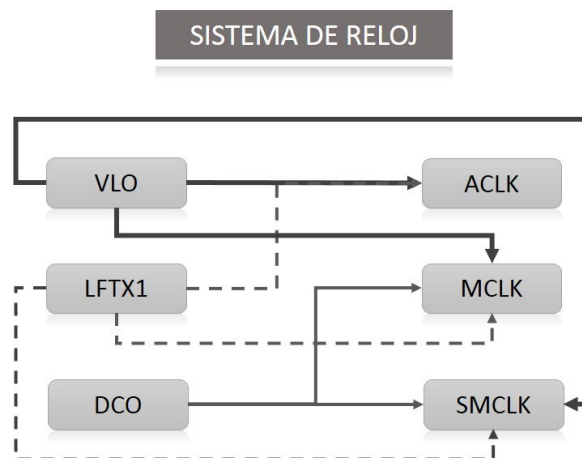 SISTEMA DE RELOJ
VLO
ACLK
LFTX1
MCLK
DCO
SMCLK